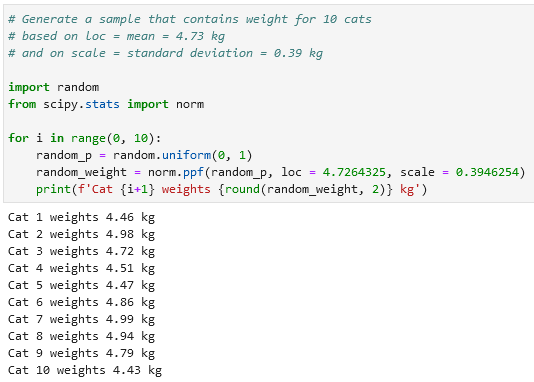 # Generate a sample that contains weight for 10 cats
# based on loc = mean = 4.73 kg
# and on scale = standard deviation = 0.39 kg
import random
from scipy.stats import norm
for i in range(0, 10):
    random_p = random.uniform(0, 1)
    random_weight = norm.ppf(random_p, loc = 4.7264325, scale = 0.3946254)
    print(f'Cat {i+1} weights {round(random_weight, 2)} kg')
Cat 1 weights 4.46 kg
Cat 2 weights 4.98 kg
Cat 3 weights 4.72 kg
Cat 4 weights 4.51 kg
Cat 5 weights 4.47 kg
Cat 6 weights 4.86 kg
Cat 7 weights 4.99 kg
Cat 8 weights 4.94 kg
Cat 9 weights 4.79 kg
Cat 10 weights 4.43 kg